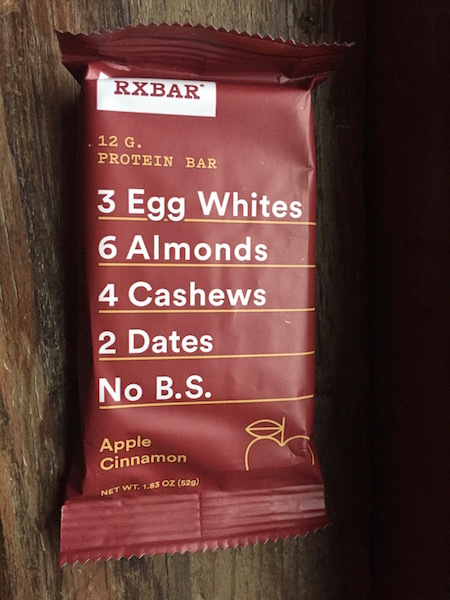 RXBAR
12 G.
PROTEIN BAR
3 Egg Whites
6 Almonds
4 Cashews
2 Dates
No B.S.
Apple
Cinnamon
NET WT. 1.83 OZ (52g)